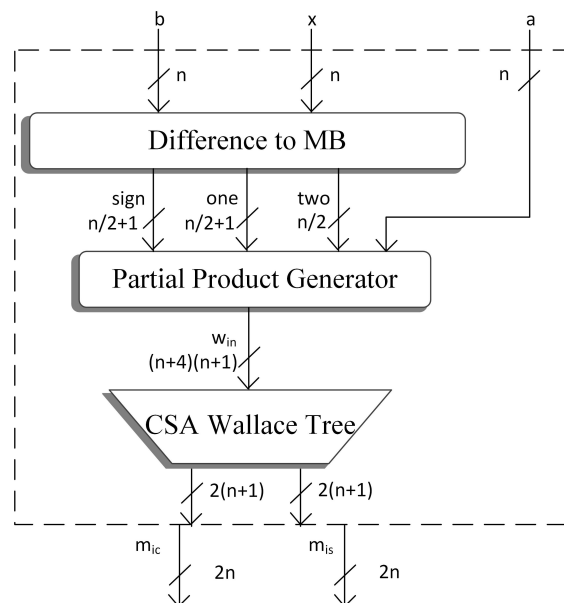 b x a
n n n
Difference to MB
sign one two
n/2+1 n/2+1 n/2
Partial Product Generator
w_in
(n+4)(n+1)
CSA Wallace Tree
2(n+1) 2(n+1)
m_ic m_is
2n 2n